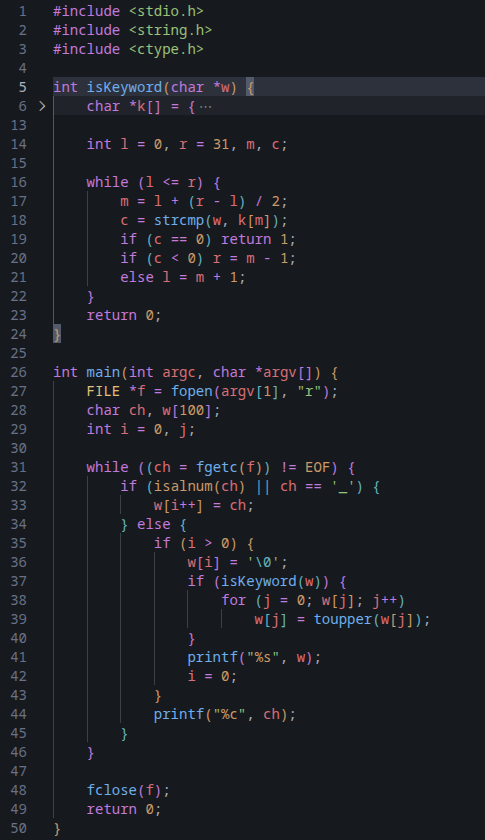 1 #include <stdio.h>
2 #include <string.h>
3 #include <ctype.h>
4
5 int isKeyword(char *w) {
6 > char *k[] = { ···
13
14     int l = 0, r = 31, m, c;
15
16     while (l <= r) {
17         m = l + (r - l) / 2;
18         c = strcmp(w, k[m]);
19         if (c == 0) return 1;
20         if (c < 0) r = m - 1;
21         else l = m + 1;
22     }
23     return 0;
24 }
25
26 int main(int argc, char *argv[]) {
27     FILE *f = fopen(argv[1], "r");
28     char ch, w[100];
29     int i = 0, j;
30
31     while ((ch = fgetc(f)) != EOF) {
32         if (isalnum(ch) || ch == '_') {
33             w[i++] = ch;
34         } else {
35             if (i > 0) {
36                 w[i] = '\0';
37                 if (isKeyword(w)) {
38                     for (j = 0; w[j]; j++)
39                         w[j] = toupper(w[j]);
40                 }
41                 printf("%s", w);
42                 i = 0;
43             }
44             printf("%c", ch);
45         }
46     }
47
48     fclose(f);
49     return 0;
50 }